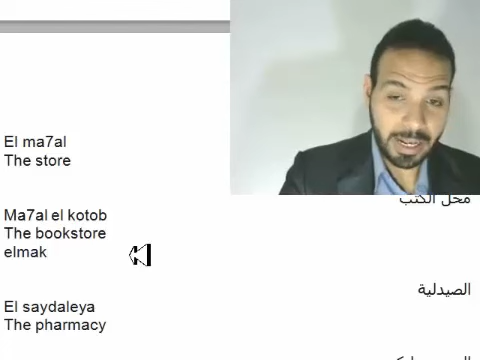 El ma7al
The store
Ma7al el kotob
محل الكتب
The bookstore
elmak
الصيدلية
El saydaleya
The pharmacy